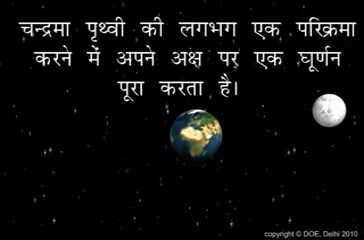 चन्द्रमा पृथ्वी की लगभग एक परिक्रमा
करने में अपने अक्ष पर एक घूर्णन
पूरा करता है।
copyright © DOE, Delhi 2010